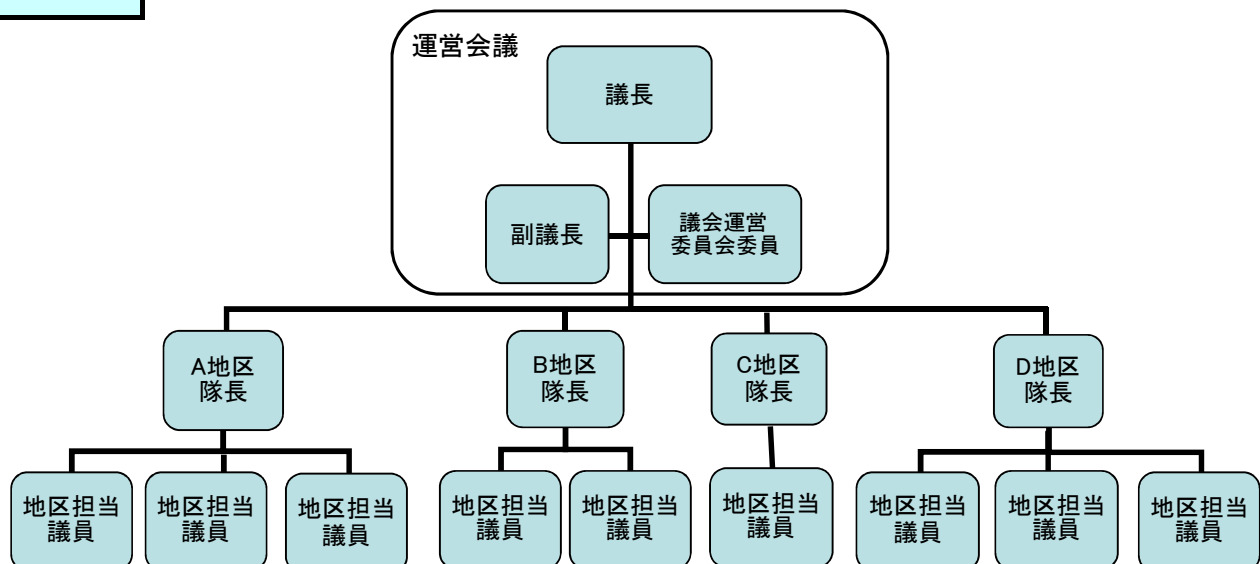 運営会議
議長
副議長
議会運営
委員会委員
A地区
隊長
B地区
隊長
C地区
隊長
D地区
隊長
地区担当
議員
地区担当
議員
地区担当
議員
地区担当
議員
地区担当
議員
地区担当
議員
地区担当
議員
地区担当
議員
地区担当
議員